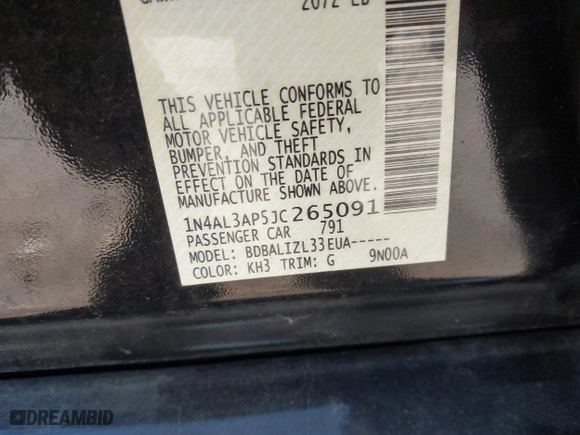 2072 LB
THIS VEHICLE CONFORMS TO
ALL APPLICABLE FEDERAL
MOTOR VEHICLE SAFETY,
BUMPER, AND THEFT
PREVENTION STANDARDS IN
EFFECT ON THE DATE OF
MANUFACTURE SHOWN ABOVE.
1N4AL3AP5JC265091
PASSENGER CAR 791
MODEL: BDBALIZL33EUA-----
COLOR: KH3 TRIM: G 9N00A
DREAMBID